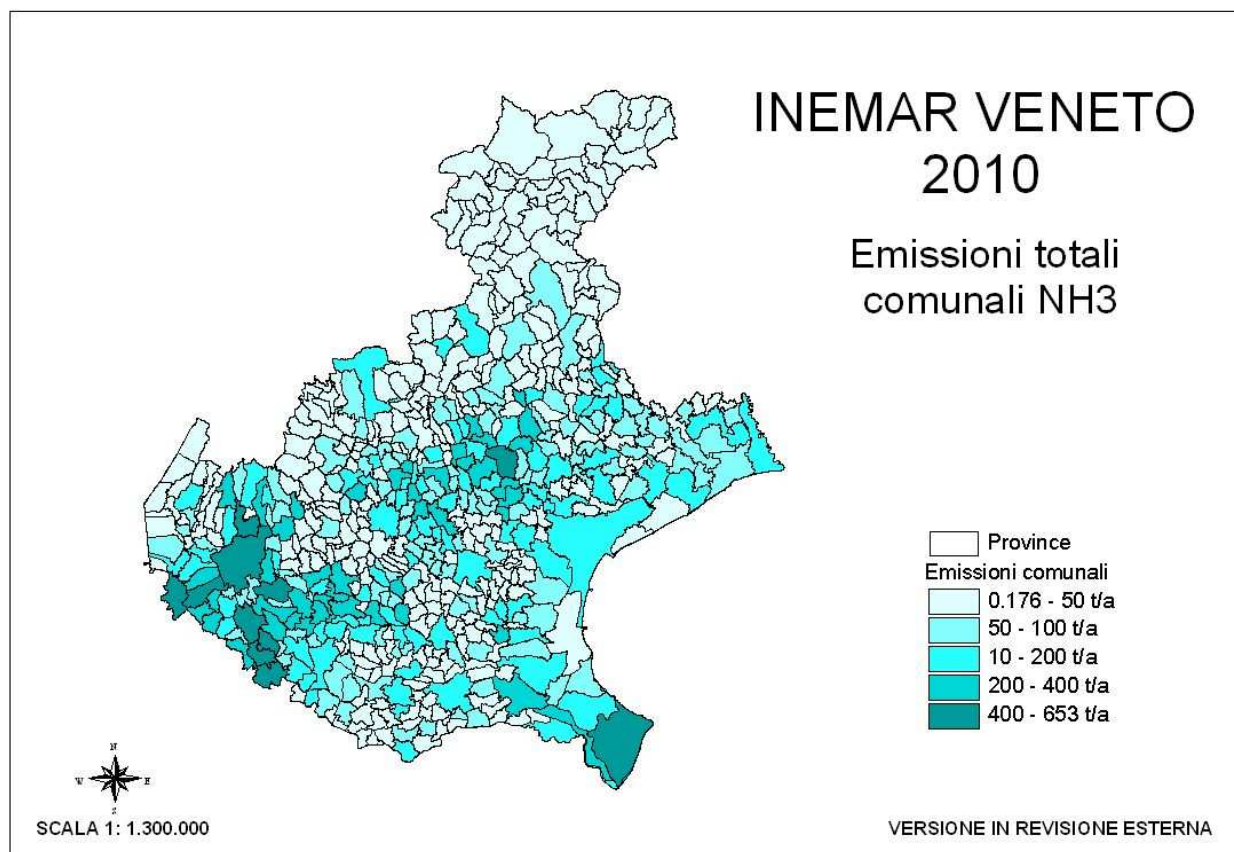 INEMAR VENETO
2010
Emissioni totali
comunali NH3
Province
Emissioni comunali
0.176 - 50 t/a
50 - 100 t/a
10 - 200 t/a
200 - 400 t/a
400 - 653 t/a
N
W
E
S
SCALA 1: 1.300.000
VERSIONE IN REVISIONE ESTERNA